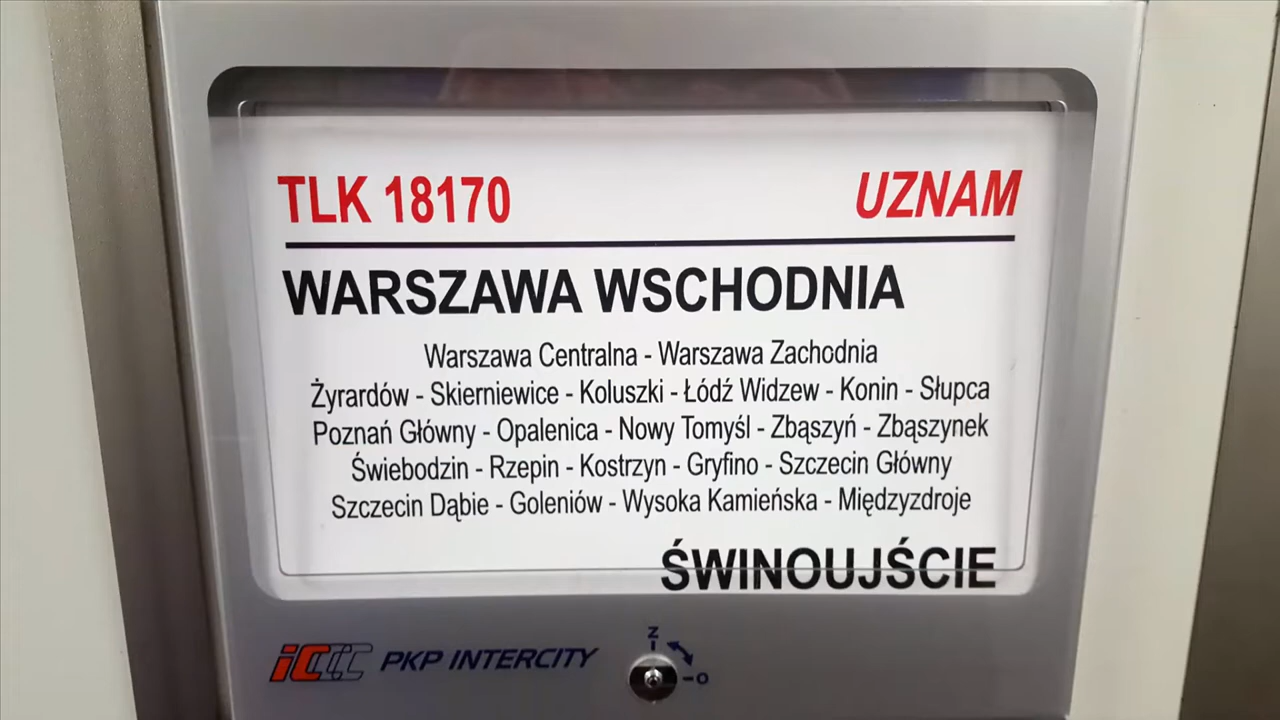 TLK 18170 UZNAM
WARSZAWA WSCHODNIA
Warszawa Centralna - Warszawa Zachodnia
Żyrardów - Skierniewice - Koluszki - Łódź Widzew - Konin - Słupca
Poznań Główny - Opalenica - Nowy Tomyśl - Zbąszyń - Zbąszynek
Świebodzin - Rzepin - Kostrzyn - Gryfino - Szczecin Główny
Szczecin Dąbie - Goleniów - Wysoka Kamieńska - Międzyzdroje
ŚWINOUJŚCIE
Z
iCCC PKP INTERCITY
O